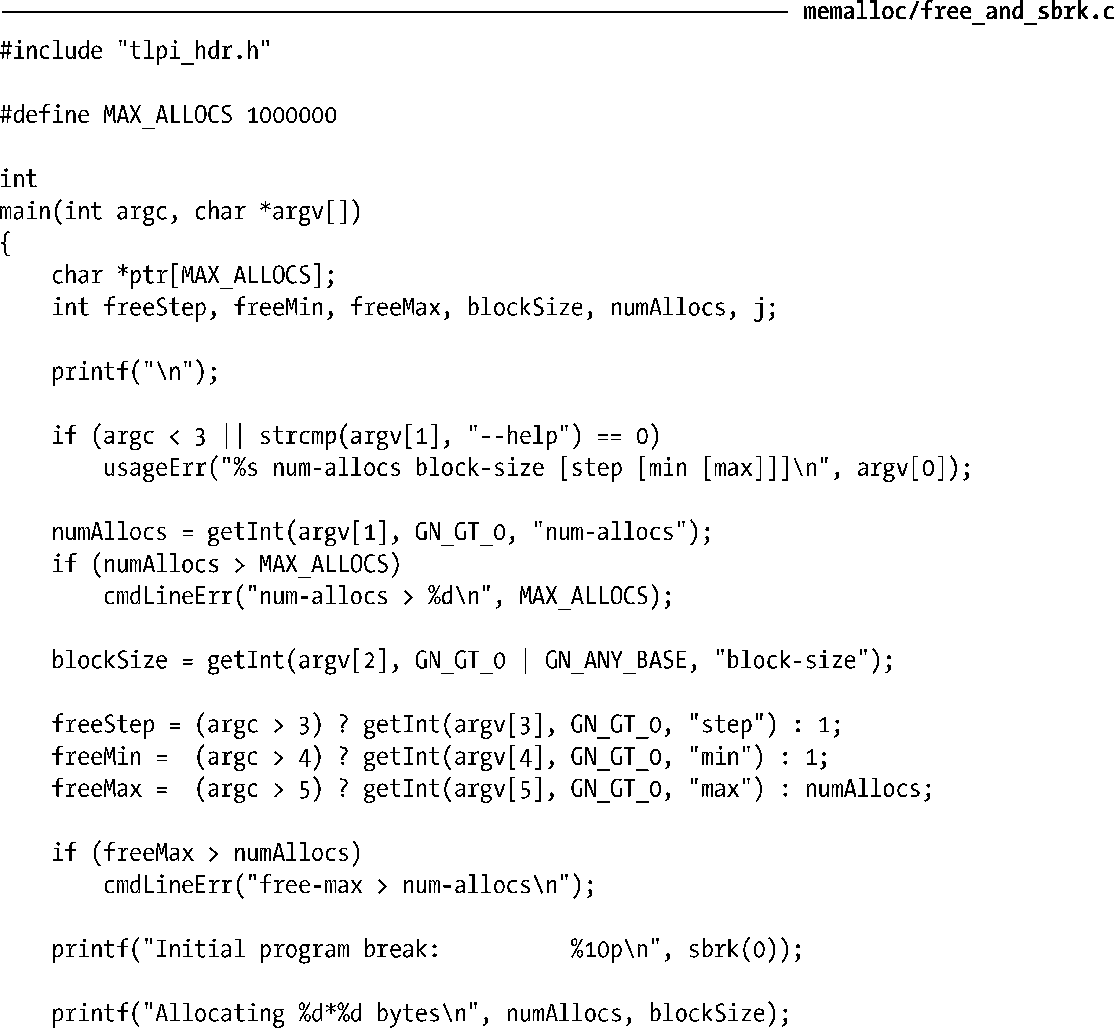 memalloc/free_and_sbrk.c
#include "tlpi_hdr.h"
#define MAX_ALLOCS 1000000
int
main(int argc, char *argv[])
{
    char *ptr[MAX_ALLOCS];
    int freeStep, freeMin, freeMax, blockSize, numAllocs, j;
    printf("\n");
    if (argc < 3 || strcmp(argv[1], "--help") == 0)
        usageErr("%s num-allocs block-size [step [min [max]]]\n", argv[0]);
    numAllocs = getInt(argv[1], GN_GT_0, "num-allocs");
    if (numAllocs > MAX_ALLOCS)
        cmdLineErr("num-allocs > %d\n", MAX_ALLOCS);
    blockSize = getInt(argv[2], GN_GT_0 | GN_ANY_BASE, "block-size");
    freeStep = (argc > 3) ? getInt(argv[3], GN_GT_0, "step") : 1;
    freeMin =  (argc > 4) ? getInt(argv[4], GN_GT_0, "min") : 1;
    freeMax =  (argc > 5) ? getInt(argv[5], GN_GT_0, "max") : numAllocs;
    if (freeMax > numAllocs)
        cmdLineErr("free-max > num-allocs\n");
    printf("Initial program break:          %10p\n", sbrk(0));
    printf("Allocating %d*%d bytes\n", numAllocs, blockSize);